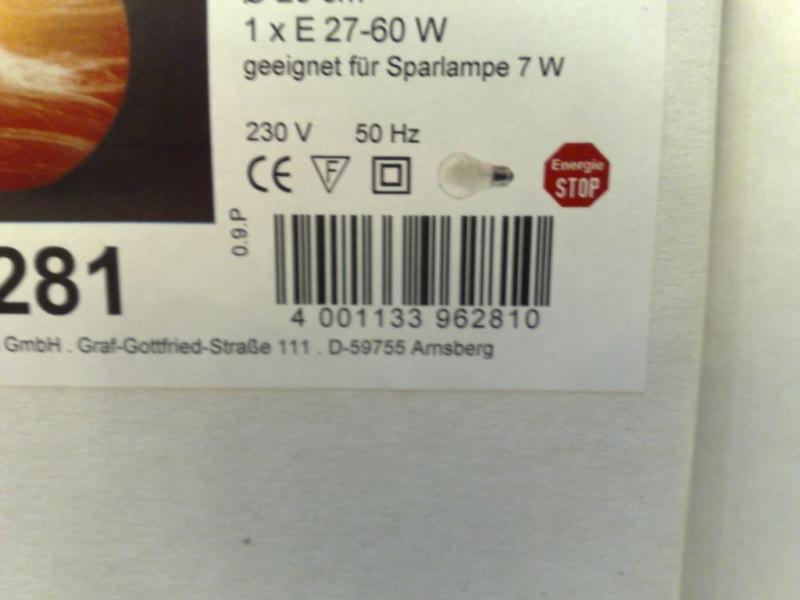 1 x E 27-60 W
geeignet für Sparlampe 7 W
230 V 50 Hz
CE F
Energie
STOP
0.9.P
281
4 001133 962810
GmbH . Graf-Gottfried-Straße 111 . D-59755 Arnsberg